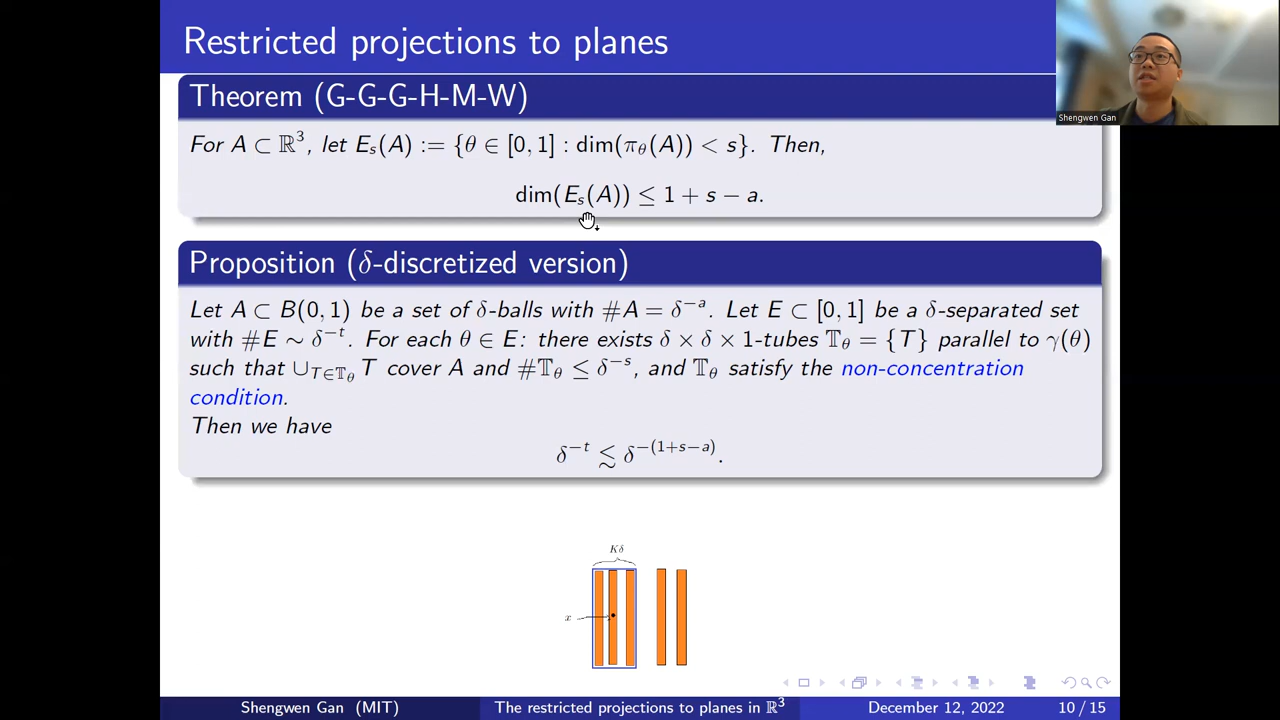 Restricted projections to planes
Shengwen Gan
Theorem (G-G-G-H-M-W)
For A ⊂ ℝ³, let Eₛ(A) := {θ ∈ [0, 1] : dim(π_θ(A)) < s}. Then,
dim(Eₛ(A)) ≤ 1 + s − a.
Proposition (δ-discretized version)
Let A ⊂ B(0, 1) be a set of δ-balls with #A = δ^{−a}. Let E ⊂ [0, 1] be a δ-separated set
with #E ∼ δ^{−t}. For each θ ∈ E: there exists δ × δ × 1-tubes 𝕋_θ = {T} parallel to γ(θ)
such that ∪_{T∈𝕋_θ} T cover A and #𝕋_θ ≤ δ^{−s}, and 𝕋_θ satisfy the non-concentration
condition.
Then we have
δ^{−t} ≲ δ^{−(1+s−a)}.
Kδ
x
Shengwen Gan (MIT)
The restricted projections to planes in ℝ³
December 12, 2022
10 / 15